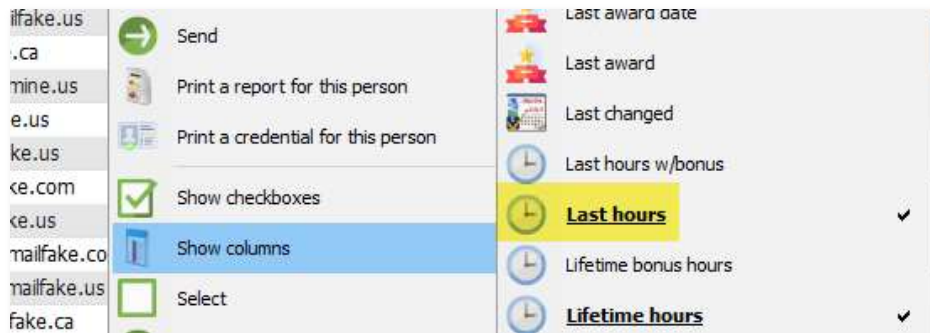 ilfake.us
.ca
mine.us
e.us
ke.us
ke.com
ke.us
mailfake.co
mailfake.us
fake.ca
Send
Print a report for this person
Print a credential for this person
Show checkboxes
Show columns
Select
Last award date
Last award
Last changed
Last hours w/bonus
Last hours
Lifetime bonus hours
Lifetime hours